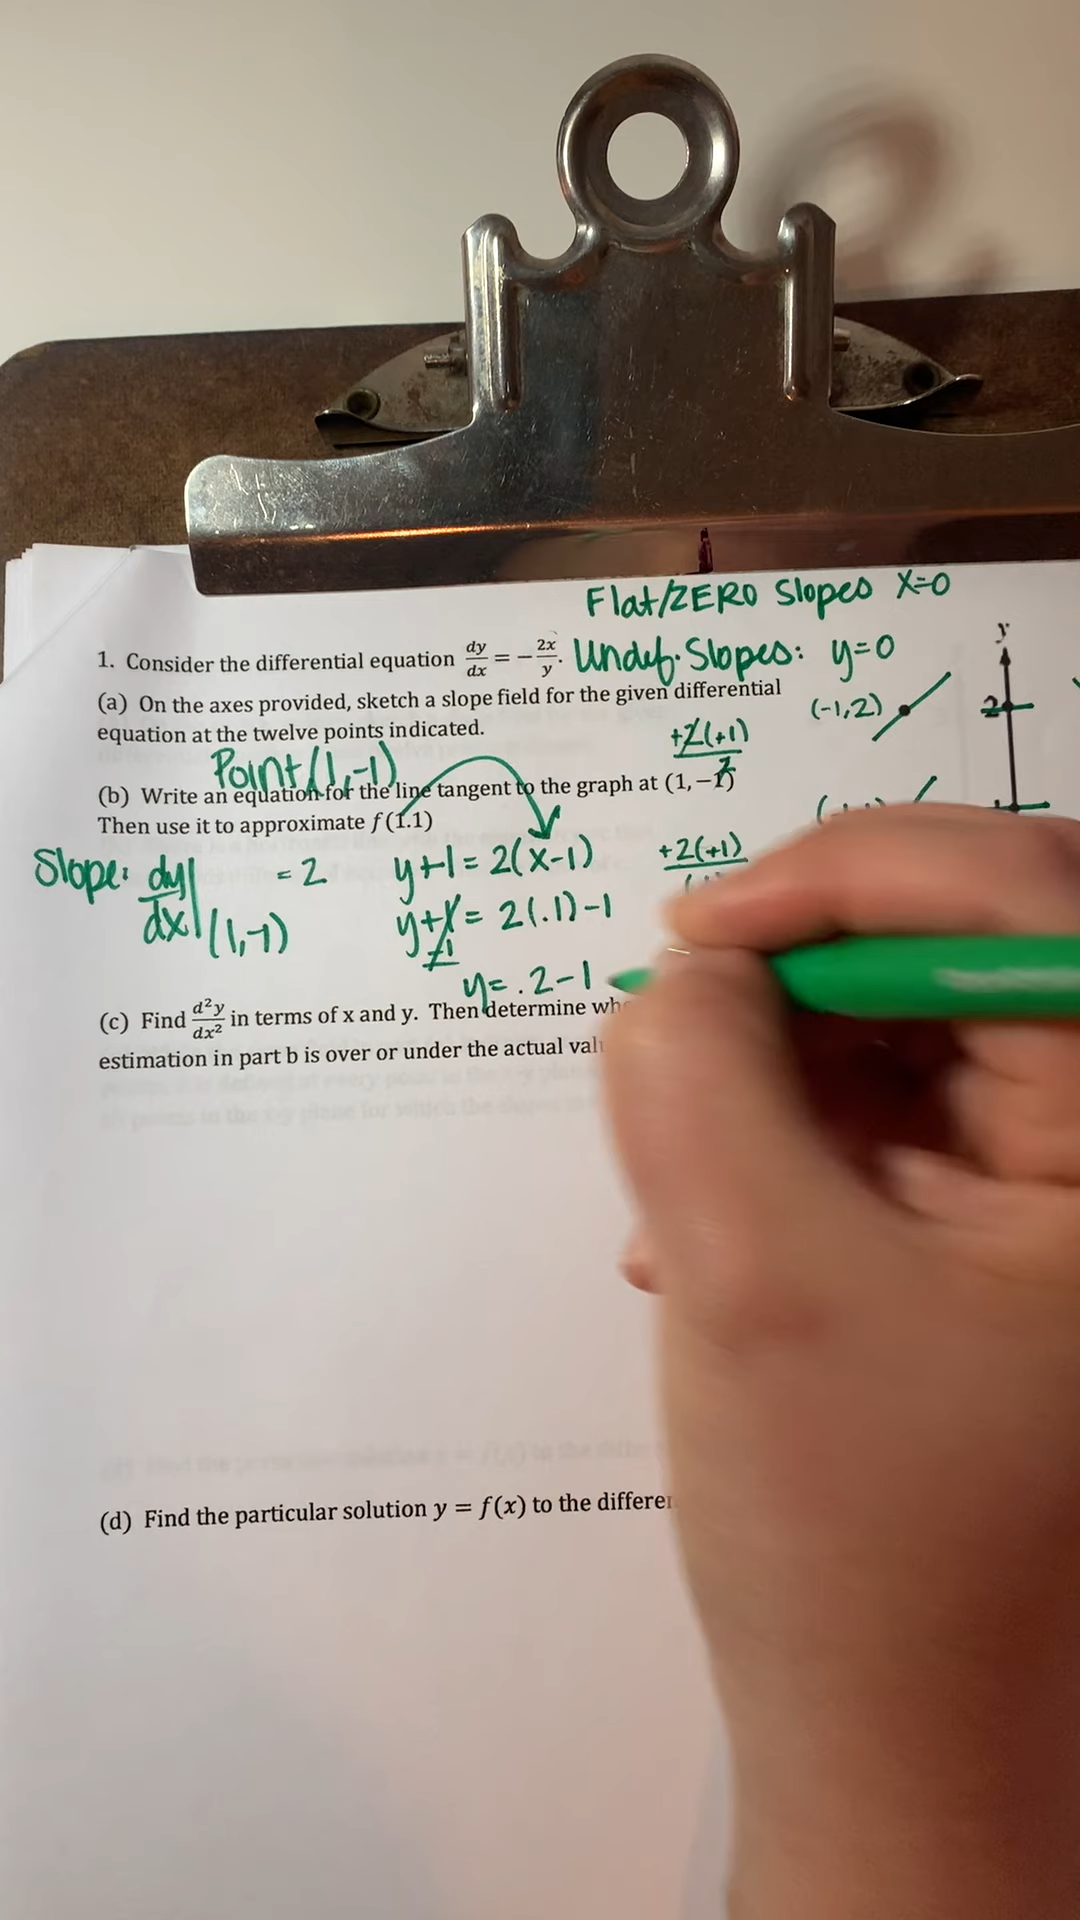 Flat/ZERO Slopes x=0
1. Consider the differential equation dy/dx = −2x/y. Undef. Slopes: y=0
(a) On the axes provided, sketch a slope field for the given differential
equation at the twelve points indicated.
(-1,2)
y
2
+2(+1)/2
Point (1,-1)
(b) Write an equation for the line tangent to the graph at (1, −1)
Then use it to approximate f(1.1)
Slope: dy/dx|(1,-1) = 2
y+1 = 2(x-1)
+2(+1)
y+1 = 2(.1)-1
-1
y= .2-1
(c) Find d²y/dx² in terms of x and y. Then determine
estimation in part b is over or under the actual
(d) Find the particular solution y = f(x) to the